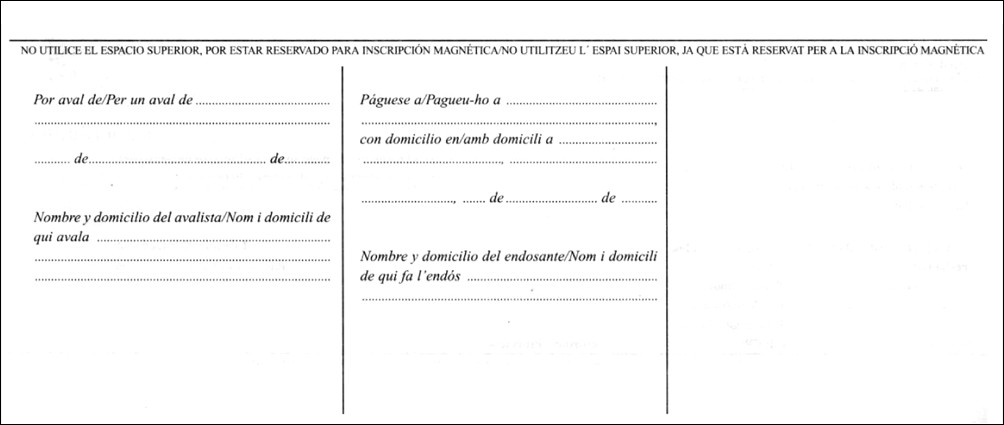 NO UTILICE EL ESPACIO SUPERIOR, POR ESTAR RESERVADO PARA INSCRIPCIÓN MAGNÉTICA/NO UTILITZEU L´ ESPAI SUPERIOR, JA QUE ESTÀ RESERVAT PER A LA INSCRIPCIÓ MAGNÈTICA
Por aval de/Per un aval de ........................................
........................................................................................
.......... de..................................................... de.............
Nombre y domicilio del avalista/Nom i domicili de
qui avala ......................................................................
........................................................................................
........................................................................................
Páguese a/Pagueu-ho a .............................................
........................................................................................,
con domicilio en/amb domicili a .............................
.........................................., ............................................
..........................., ....... de ........................... de ...........
Nombre y domicilio del endosante/Nom i domicili
de qui fa l'endós .........................................................
........................................................................................